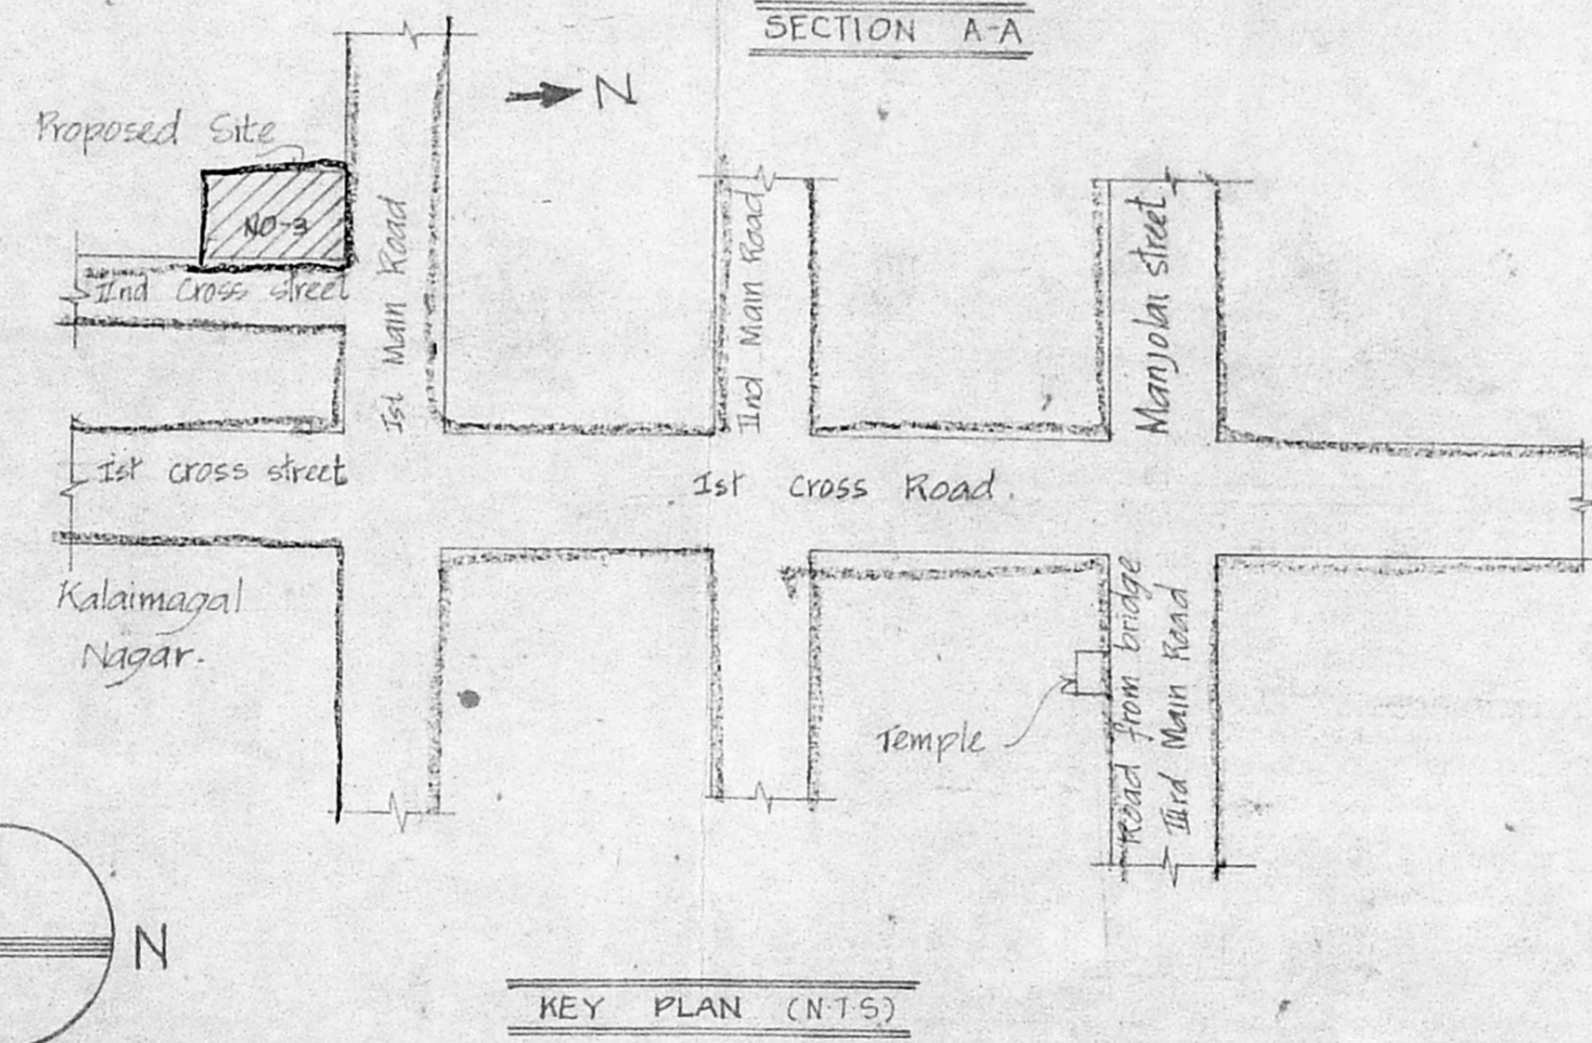 SECTION A-A
N
Proposed Site
NO-3
IInd Cross street
Ist Main Road
IInd Main Road
Manjolai street
Ist cross street
Ist Cross Road.
Kalaimagal
Nagar.
Temple
Road from bridge
IIIrd Main Road
N
KEY PLAN (N.T.S)